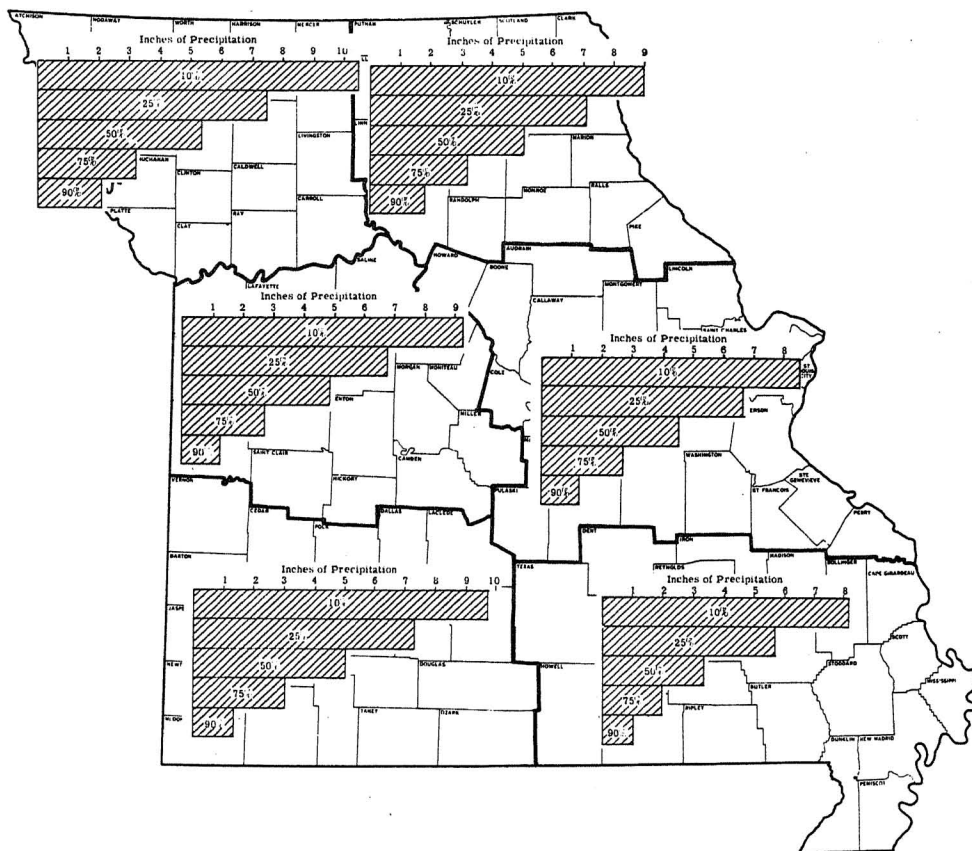 ATCHISON NODAWAY WORTH HARRISON MERCER PUTNAM SCHUYLER SCOTLAND CLARK
Inches of Precipitation
1 2 3 4 5 6 7 8 9 10
10%
25%
50%
75%
90%
Inches of Precipitation
1 2 3 4 5 6 7 8 9
10%
25%
50%
75%
90%
LINN
LIVINGSTON
MARION
BUCHANAN
CLINTON
CALDWELL
MONROE
RALLS
RANDOLPH
CARROLL
PLATTE
RAY
CLAY
PIKE
AUDRAIN
HOWARD
SALINE
BOONE
LINCOLN
LAFAYETTE
MONTGOMERY
CALLAWAY
SAINT CHARLES
Inches of Precipitation
1 2 3 4 5 6 7 8 9
10%
25%
50%
75%
90
Inches of Precipitation
1 2 3 4 5 6 7 8
10%
25%
50%
75%
90%
ST
CITY
MORGAN
MONITEAU
COLE
ENTON
ERSON
MILLER
SAINT CLAIR
CAMDEN
WASHINGTON
HICKORY
STE
GENEVIEVE
ST FRANCOIS
VERNON
PULASKI
PERRY
CEDAR
POLK
DALLAS
LACLEDE
DENT
IRON
MADISON
BARTON
TEXAS
REYNOLDS
BOLLINGER
CAPE GIRARDEAU
Inches of Precipitation
1 2 3 4 5 6 7 8 9 10
10%
25
50
75%
90
Inches of Precipitation
1 2 3 4 5 6 7 8
10%
25%
50%
75%
90
JASPE
SCOTT
NEWT
DOUGLAS
HOWELL
STODDARD
MISSISSIPPI
BUTLER
TANEY
OZARK
RIPLEY
DUNKLIN
NEW MADRID
PEMISCOT